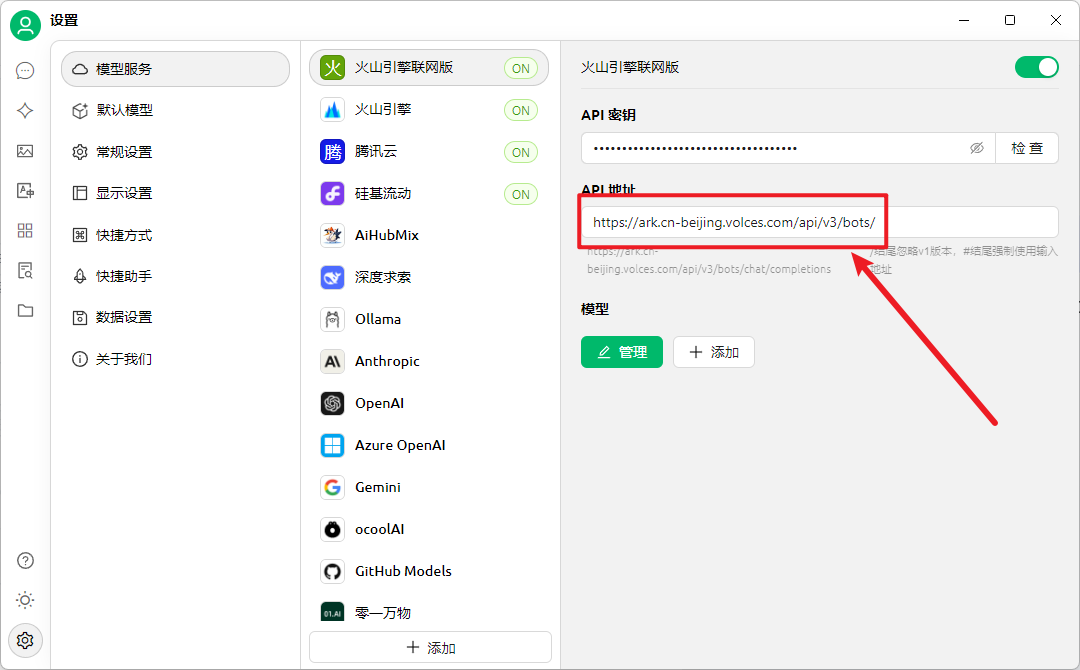 设置
模型服务
默认模型
常规设置
显示设置
快捷方式
快捷助手
数据设置
关于我们
火 火山引擎联网版 ON
火山引擎 ON
腾 腾讯云 ON
硅基流动 ON
AiHubMix
深度求索
Ollama
Anthropic
OpenAI
Azure OpenAI
Gemini
ocoolAI
GitHub Models
01.AI 零一万物
添加
火山引擎联网版
API 密钥
••••••••••••••••••••••••••••••••••••
检 查
API 地址
https://ark.cn-beijing.volces.com/api/v3/bots/
https://ark.cn-
beijing.volces.com/api/v3/bots/chat/completions
/结尾忽略v1版本，#结尾强制使用输入
地址
模型
管理
添加